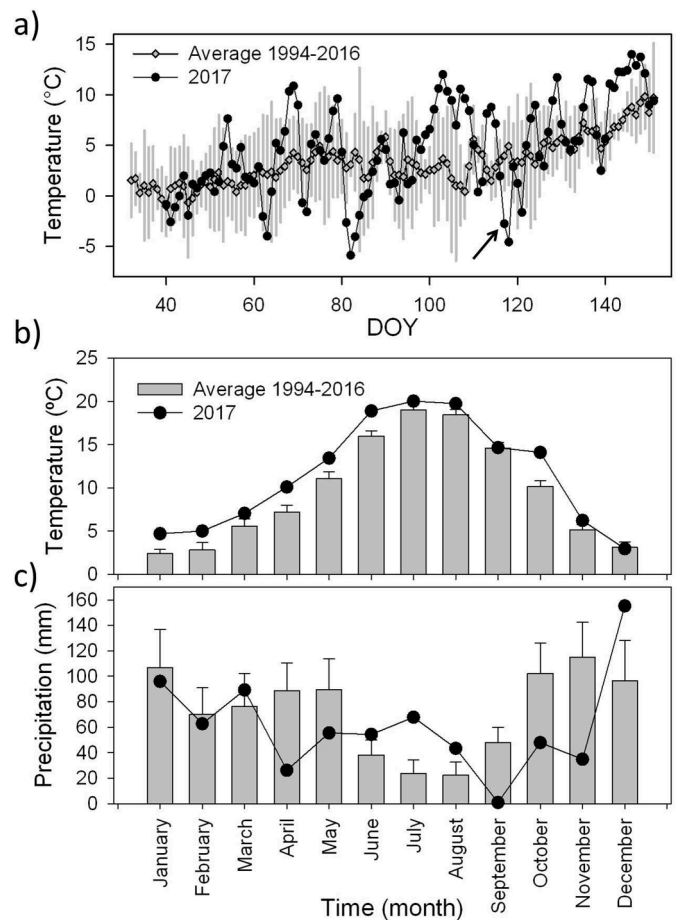 a)
Temperature (°C)
15
10
5
0
-5
Average 1994-2016
2017
40
60
80
100
120
140
DOY
b)
Temperature (ºC)
25
20
15
10
5
0
Average 1994-2016
2017
c)
Precipitation (mm)
160
140
120
100
80
60
40
20
0
January
February
March
April
May
June
July
August
September
October
November
December
Time (month)